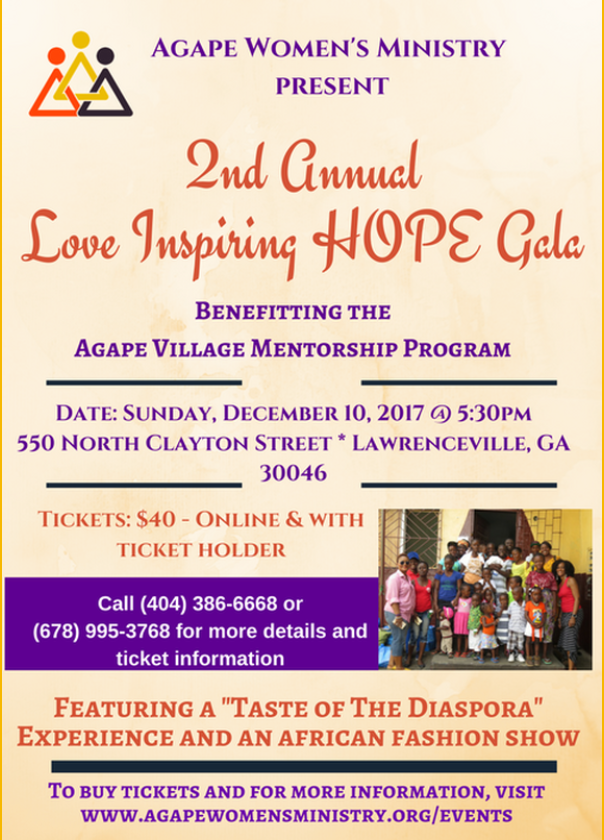 Agape Women's Ministry
present
2nd Annual
Love Inspiring HOPE Gala
Benefitting the
Agape Village Mentorship Program
Date: Sunday, December 10, 2017 @ 5:30pm
550 North Clayton Street * Lawrenceville, GA
30046
Tickets: $40 - Online & with
ticket holder
Call (404) 386-6668 or
(678) 995-3768 for more details and
ticket information
Featuring a "Taste of The Diaspora"
Experience and an african fashion show
To buy tickets and for more information, visit
www.agapewomensministry.org/events